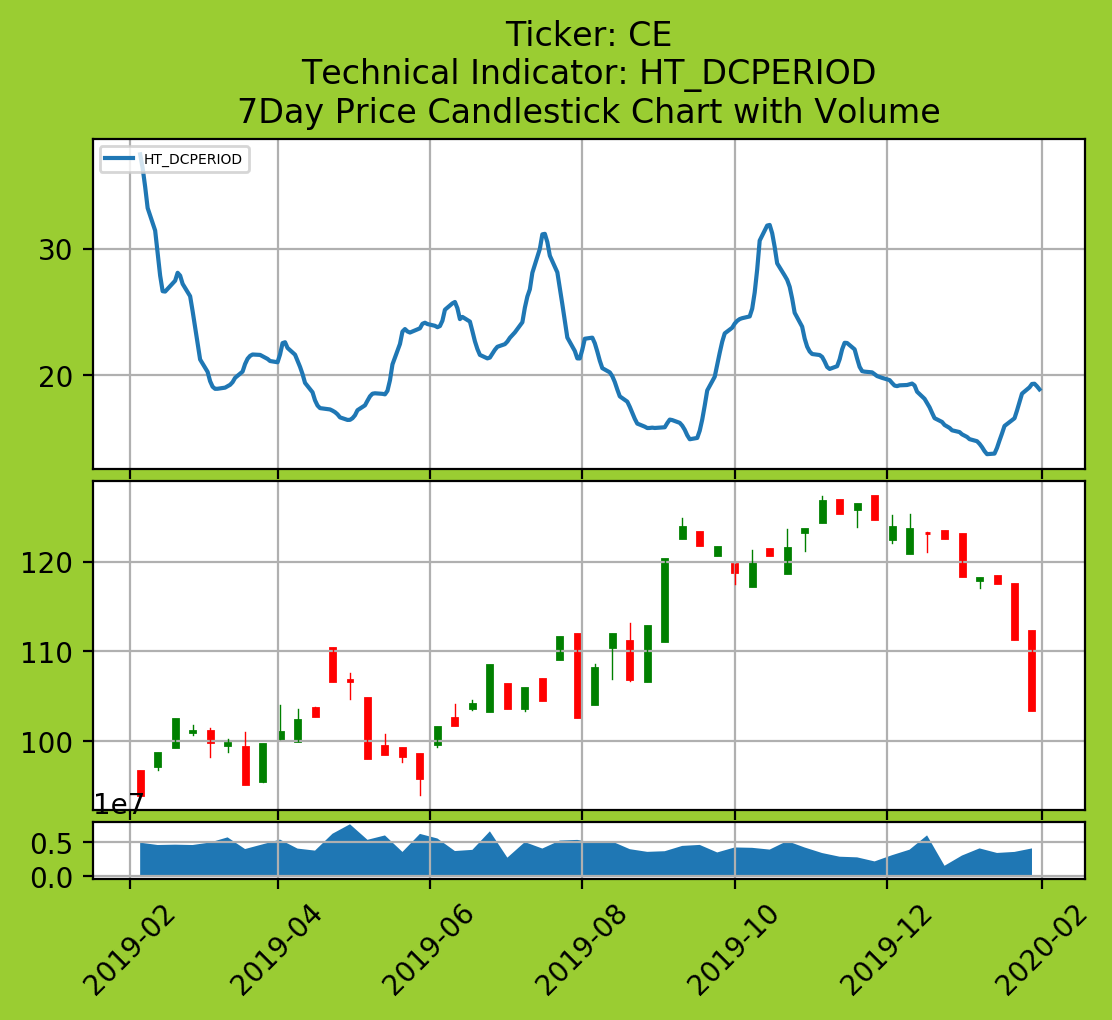 Ticker: CE
Technical Indicator: HT_DCPERIOD
7Day Price Candlestick Chart with Volume
HT_DCPERIOD
30
20
120
110
100
1e7
0.5
0.0
2019-02
2019-04
2019-06
2019-08
2019-10
2019-12
2020-02